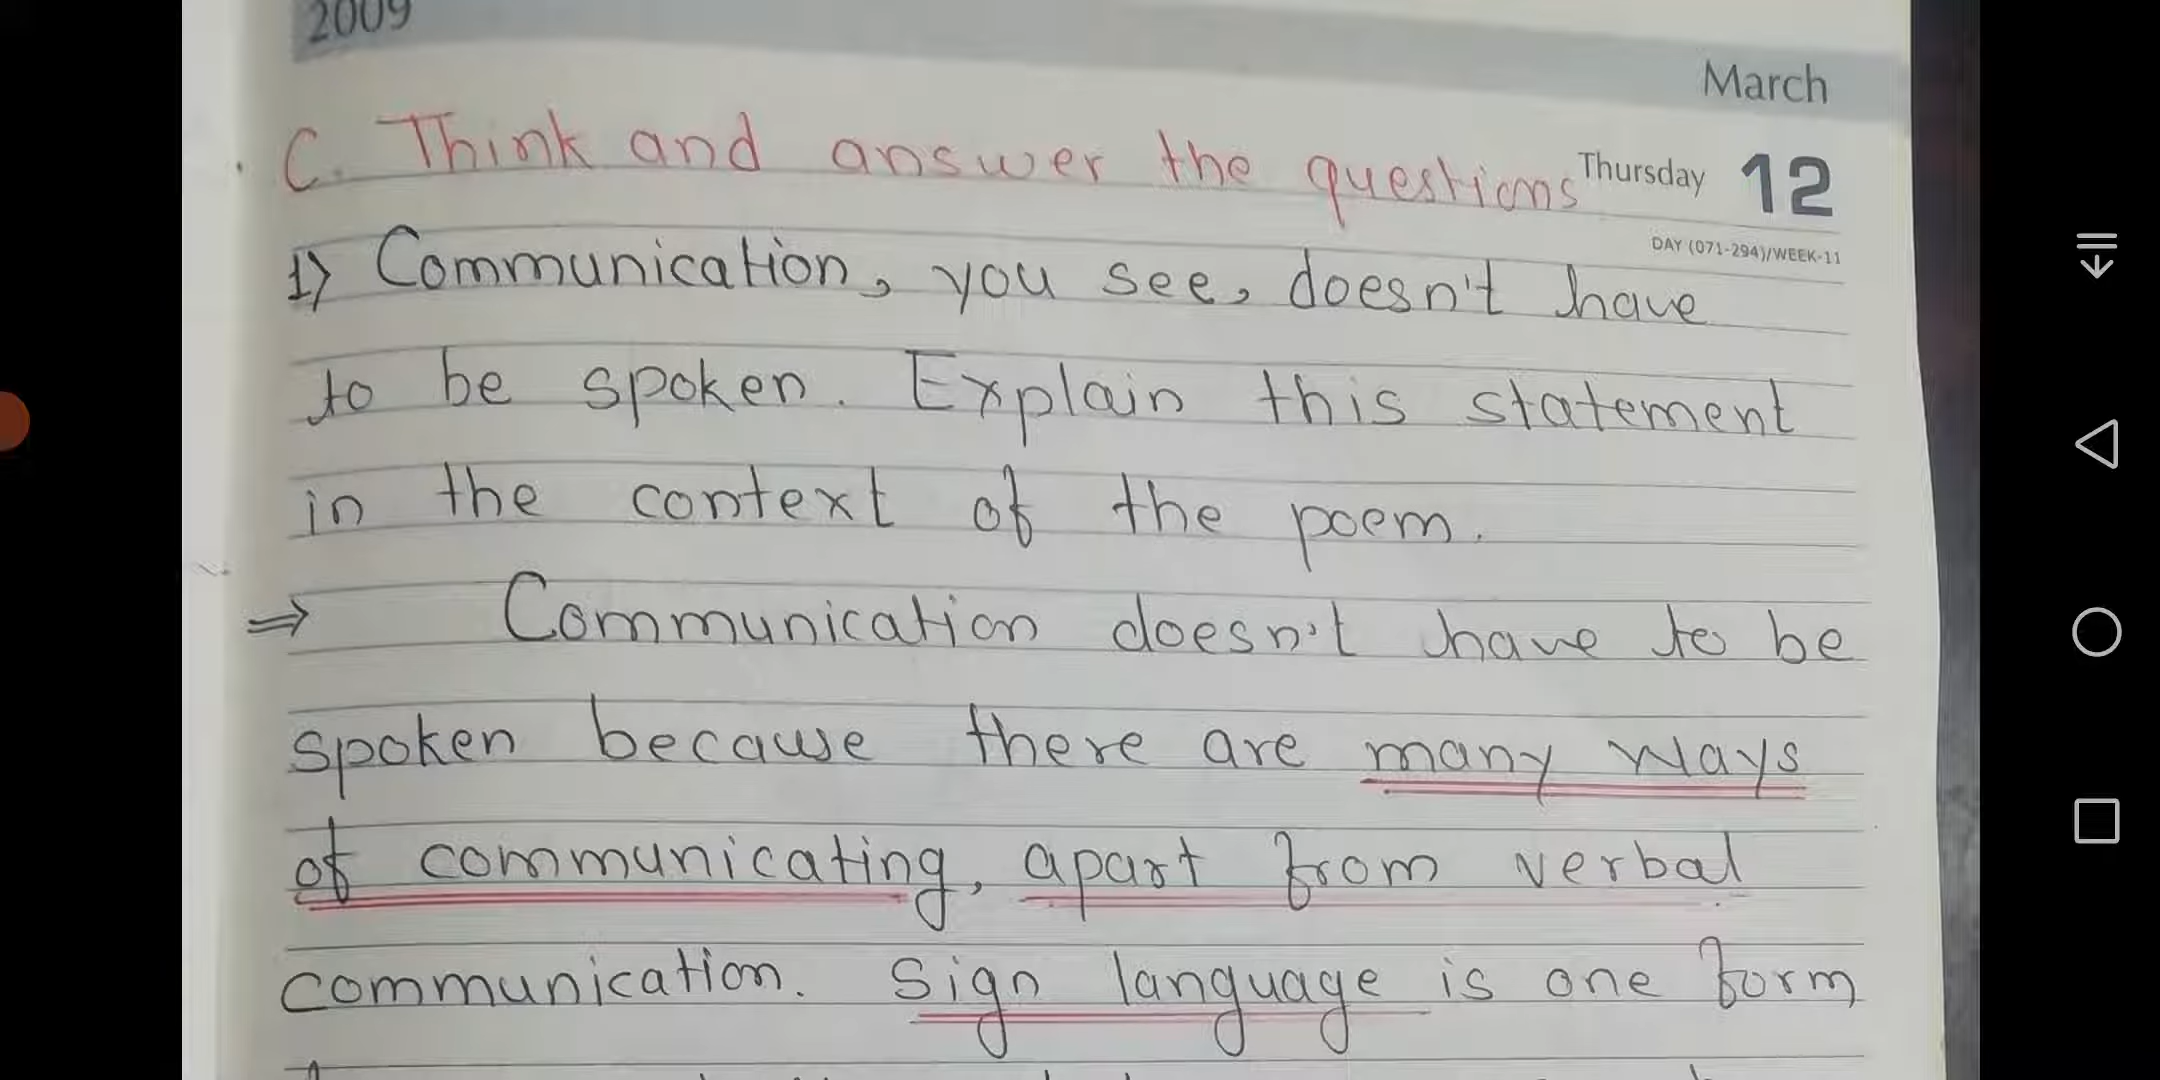 2009
March
C. Think and answer the questions Thursday 12
DAY (071-294)/WEEK-11
1) Communication, you see, doesn't have
to be spoken. Explain this statement
in the context of the poem.
⇒ Communication doesn't have to be
spoken because there are many ways
of communicating, apart from verbal
communication. Sign language is one form